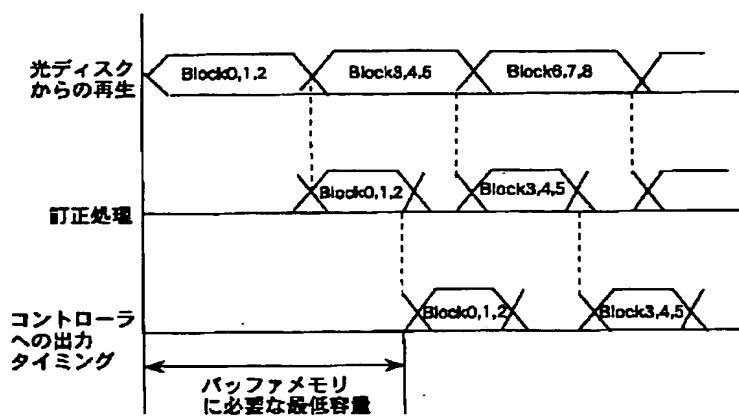 光ディスク
からの再生
Block0,1,2
Block3,4,5
Block6,7,8
訂正処理
Block0,1,2
Block3,4,5
コントローラ
への出力
タイミング
Block0,1,2
Block3,4,5
バッファメモリ
に必要な最低容量